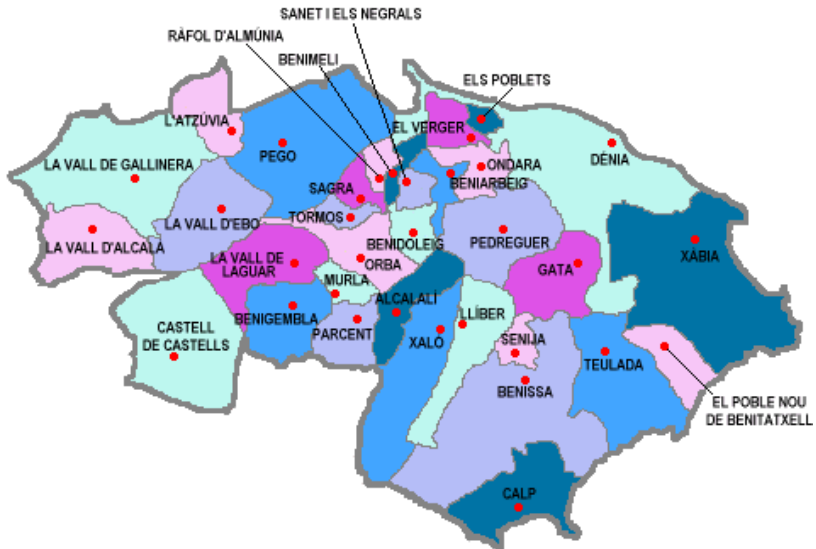 SANET I ELS NEGRALS
RÀFOL D'ALMÚNIA
BENIMELI
ELS POBLETS
L'ATZÚVIA
EL VERGER
PEGO
DÉNIA
LA VALL DE GALLINERA
ONDARA
BENIARBEIG
SAGRA
LA VALL D'EBO
TORMOS
LA VALL D'ALCALÀ
BENIDOLEIG
PEDREGUER
XÀBIA
LA VALL DE
LAGUAR
ORBA
GATA
MURLA
ALCALALÍ
BENIGEMBLA
LLÍBER
CASTELL
DE CASTELLS
PARCENT
XALÓ
SENIJA
TEULADA
BENISSA
EL POBLE NOU
DE BENITATXELL
CALP